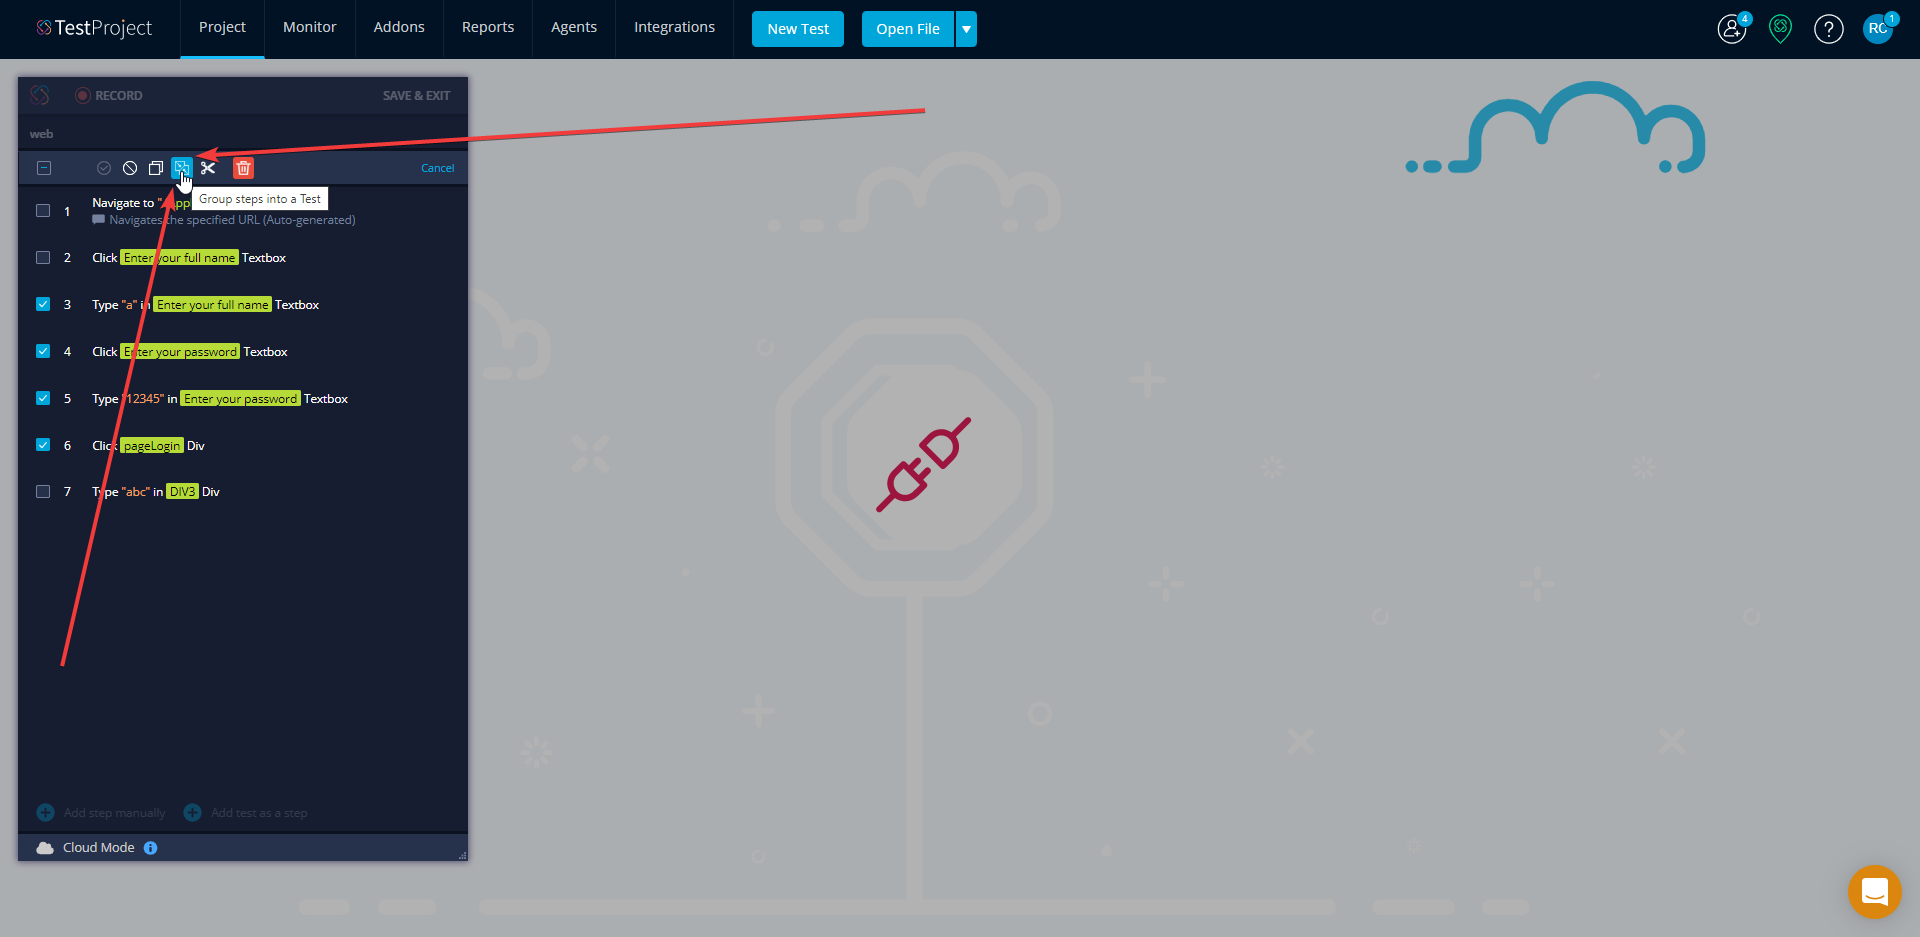 TestProject Project Monitor Addons Reports Agents Integrations New Test Open File 4 ? RC 1
RECORD SAVE & EXIT
web
Cancel
Group steps into a Test
1 Navigate to "
Navigates the specified URL (Auto-generated)
2 Click Enter your full name Textbox
3 Type "a" in Enter your full name Textbox
4 Click Enter your password Textbox
5 Type "12345" in Enter your password Textbox
6 Click pageLogin Div
7 Type "abc" in DIV3 Div
Add step manually Add test as a step
Cloud Mode i